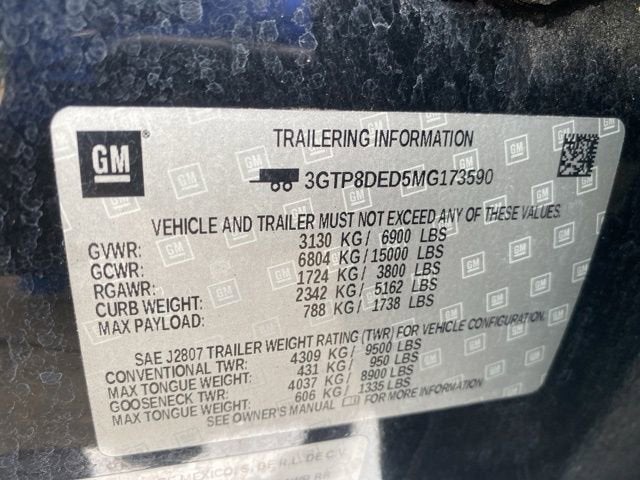 GM
TRAILERING INFORMATION
3GTP8DED5MG173590
VEHICLE AND TRAILER MUST NOT EXCEED ANY OF THESE VALUES.
GVWR: 3130 KG/ 6900 LBS
GCWR: 6804 KG/ 15000 LBS
RGAWR: 1724 KG/ 3800 LBS
CURB WEIGHT: 2342 KG/ 5162 LBS
MAX PAYLOAD: 788 KG/ 1738 LBS
SAE J2807 TRAILER WEIGHT RATING (TWR) FOR VEHICLE CONFIGURATION.
CONVENTIONAL TWR: 4309 KG/ 9500 LBS
MAX TONGUE WEIGHT: 431 KG/ 950 LBS
GOOSENECK TWR: 4037 KG/ 8900 LBS
MAX TONGUE WEIGHT: 606 KG/ 1335 LBS
SEE OWNER'S MANUAL FOR MORE INFORMATION
DE MEXICO, S. DE R.L. DE C.V.